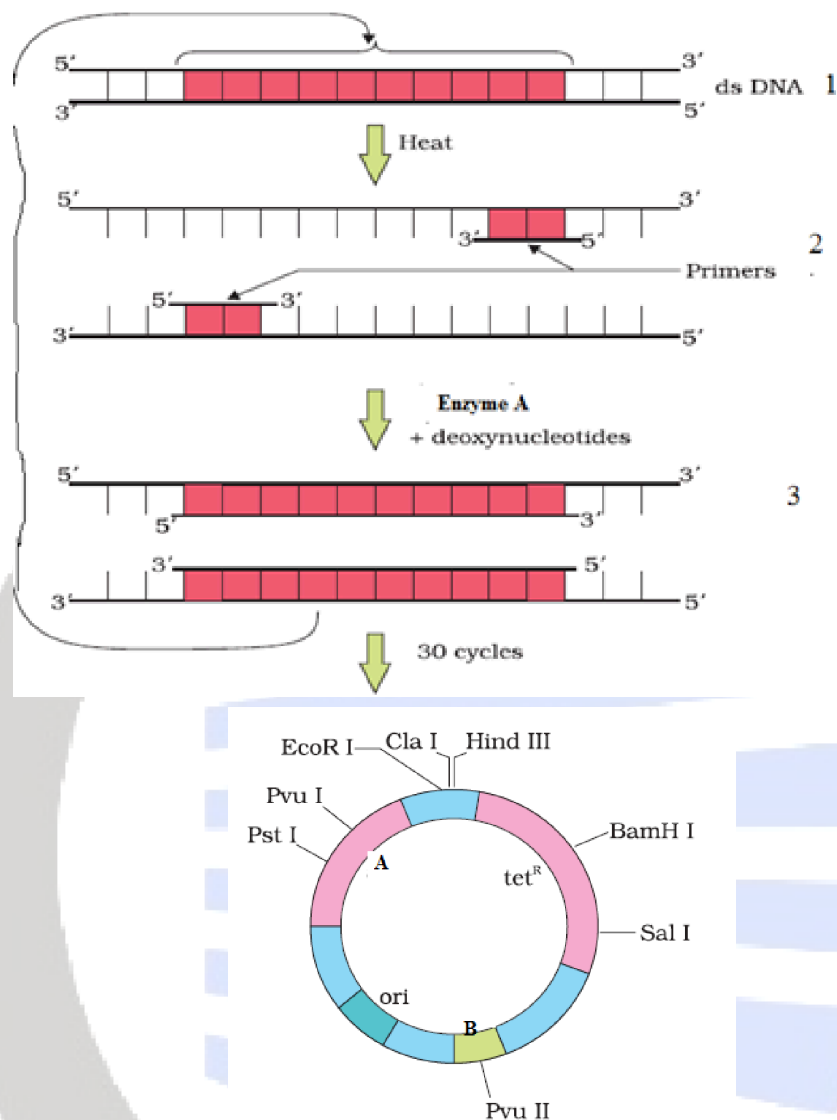 5′ 3′
ds DNA 1
3′ 5′
Heat
5′ 3′
3′ 5′
2
Primers
5′ 3′
3′ 5′
Enzyme A
+ deoxynucleotides
5′ 3′
3
5′ 3′
3′ 5′
3′ 5′
30 cycles
EcoR I Cla I Hind III
Pvu I
BamH I
Pst I
A
tetᴿ
Sal I
ori
B
Pvu II